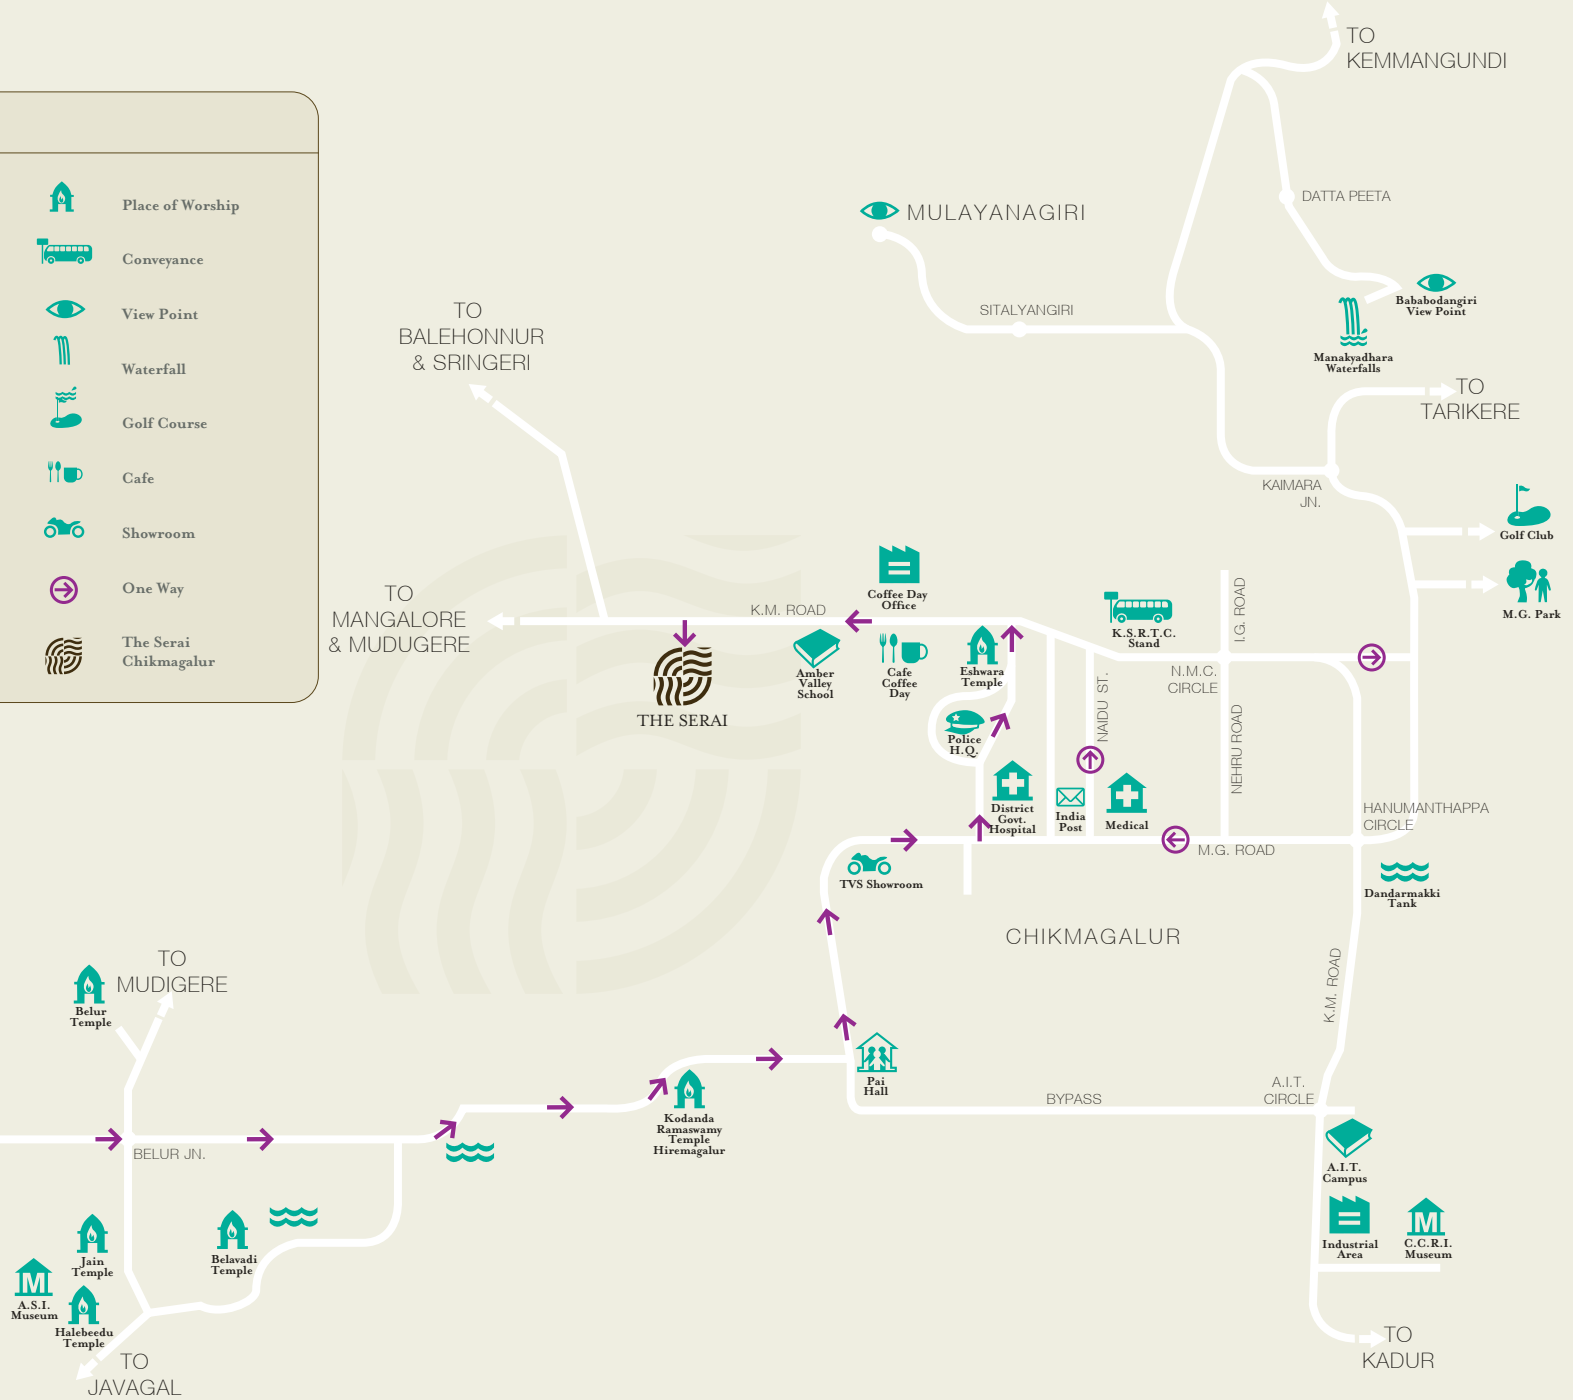 TO
KEMMANGUNDI
Place of Worship
Conveyance
View Point
Waterfall
Golf Course
Cafe
Showroom
One Way
The Serai
Chikmagalur
MULAYANAGIRI
DATTA PEETA
SITALYANGIRI
Bababodangiri
View Point
Manakyadhara
Waterfalls
TO
BALEHONNUR
& SRINGERI
TO
TARIKERE
KAIMARA
JN.
Golf Club
M.G. Park
TO
MANGALORE
& MUDUGERE
K.M. ROAD
Coffee Day
Office
K.S.R.T.C.
Stand
I.G. ROAD
THE SERAI
Amber
Valley
School
Cafe
Coffee
Day
Eshwara
Temple
N.M.C.
CIRCLE
NAIDU ST.
NEHRU ROAD
Police
H.Q.
District
Govt.
Hospital
India
Post
Medical
HANUMANTHAPPA
CIRCLE
M.G. ROAD
TVS Showroom
Dandarmakki
Tank
CHIKMAGALUR
K.M. ROAD
TO
MUDIGERE
Belur
Temple
Pai
Hall
BYPASS
A.I.T.
CIRCLE
Kodanda
Ramaswamy
Temple
Hiremagalur
BELUR JN.
A.I.T.
Campus
Jain
Temple
Belavadi
Temple
M
A.S.I.
Museum
Halebeedu
Temple
Industrial
Area
M
C.C.R.I.
Museum
TO
JAVAGAL
TO
KADUR